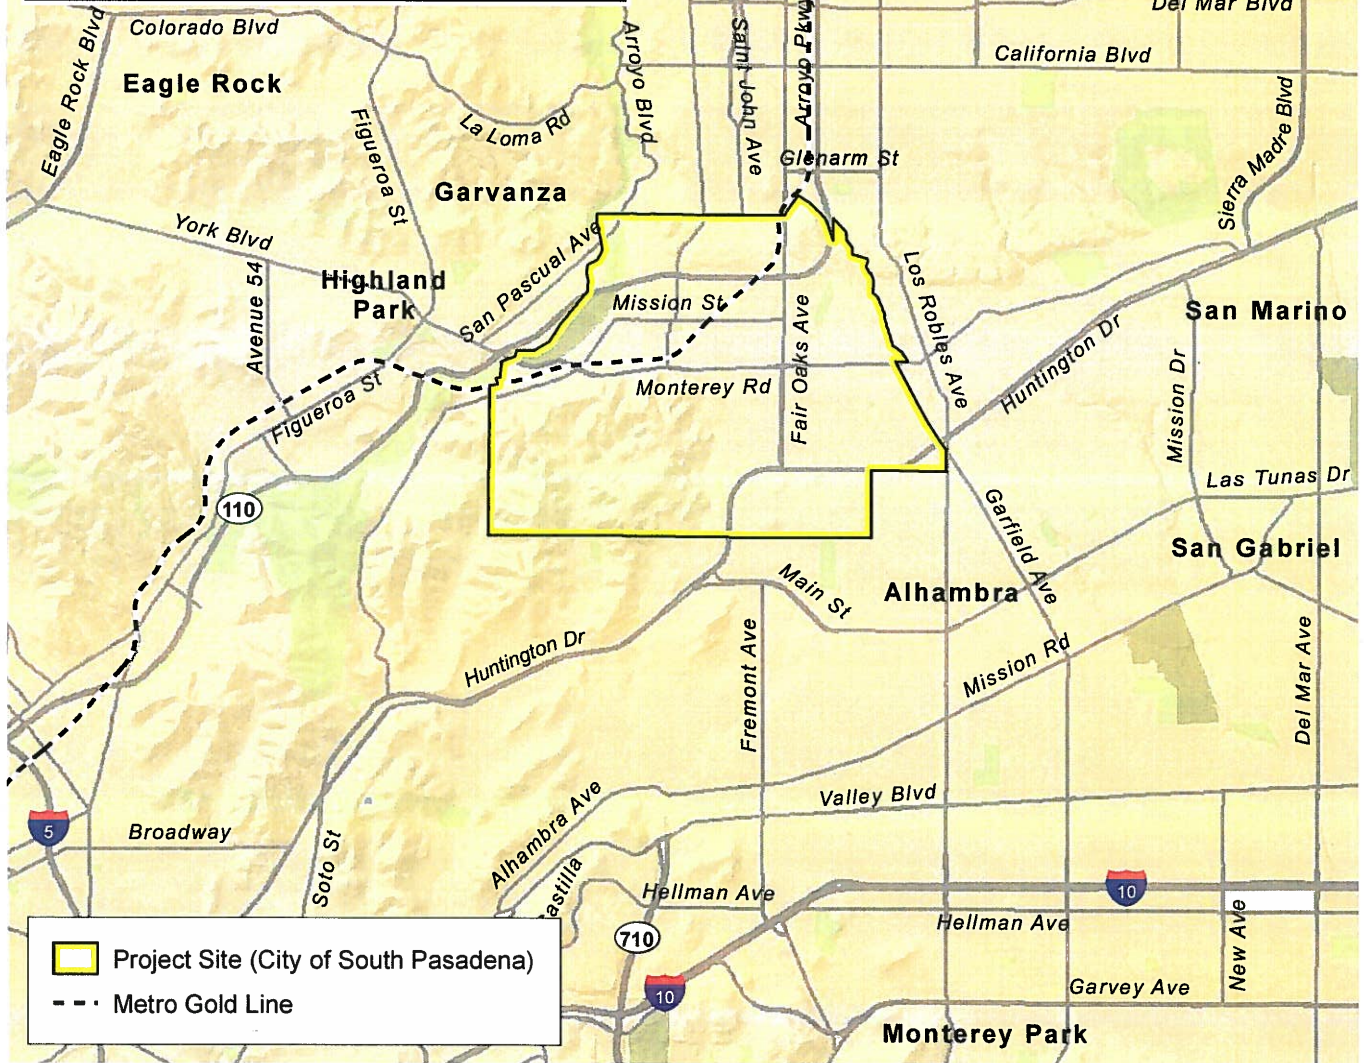 Del Mar Blvd
Colorado Blvd
Eagle Rock Blvd
Eagle Rock
Arroyo Blvd
Saint John Ave
Arroyo Pkwy
California Blvd
La Loma Rd
Figueroa St
Glenarm St
Sierra Madre Blvd
Garvanza
York Blvd
San Pascual Ave
Los Robles Ave
Avenue 54
Highland
Park
Mission St
San Marino
Fair Oaks Ave
Huntington Dr
Mission Dr
Figueroa St
Monterey Rd
Las Tunas Dr
110
Garfield Ave
San Gabriel
Main St
Alhambra
Huntington Dr
Fremont Ave
Mission Rd
Del Mar Ave
Alhambra Ave
Valley Blvd
5
Broadway
Soto St
Castilla
Hellman Ave
10
Hellman Ave
New Ave
710
10
Garvey Ave
Monterey Park
Project Site (City of South Pasadena)
Metro Gold Line